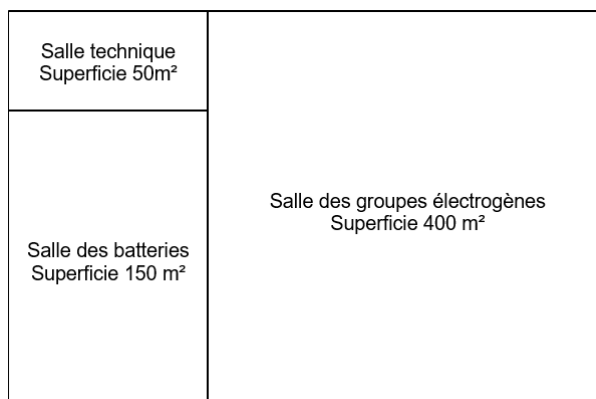 Salle technique
Superficie 50m²
Salle des groupes électrogènes
Superficie 400 m²
Salle des batteries
Superficie 150 m²